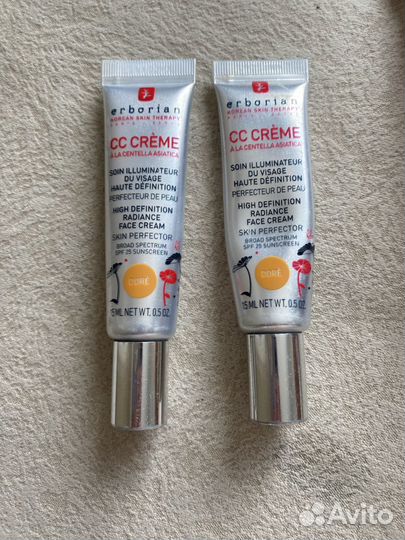 erborian
KOREAN SKIN THERAPY
CC CRÈME
À LA CENTELLA ASIATICA
SOIN ILLUMINATEUR
DU VISAGE
HAUTE DÉFINITION
PERFECTEUR DE PEAU
HIGH DEFINITION
RADIANCE
FACE CREAM
SKIN PERFECTOR
BROAD SPECTRUM
SPF 25 SUNSCREEN
DORÉ
15 ML NET WT. 0.5 OZ.
erborian
KOREAN SKIN THERAPY
CC CRÈME
À LA CENTELLA ASIATICA
SOIN ILLUMINATEUR
DU VISAGE
HAUTE DÉFINITION
PERFECTEUR DE PEAU
HIGH DEFINITION
RADIANCE
FACE CREAM
SKIN PERFECTOR
BROAD SPECTRUM
SPF 25 SUNSCREEN
DORÉ
15 ML NET WT. 0.5 OZ.
Avito